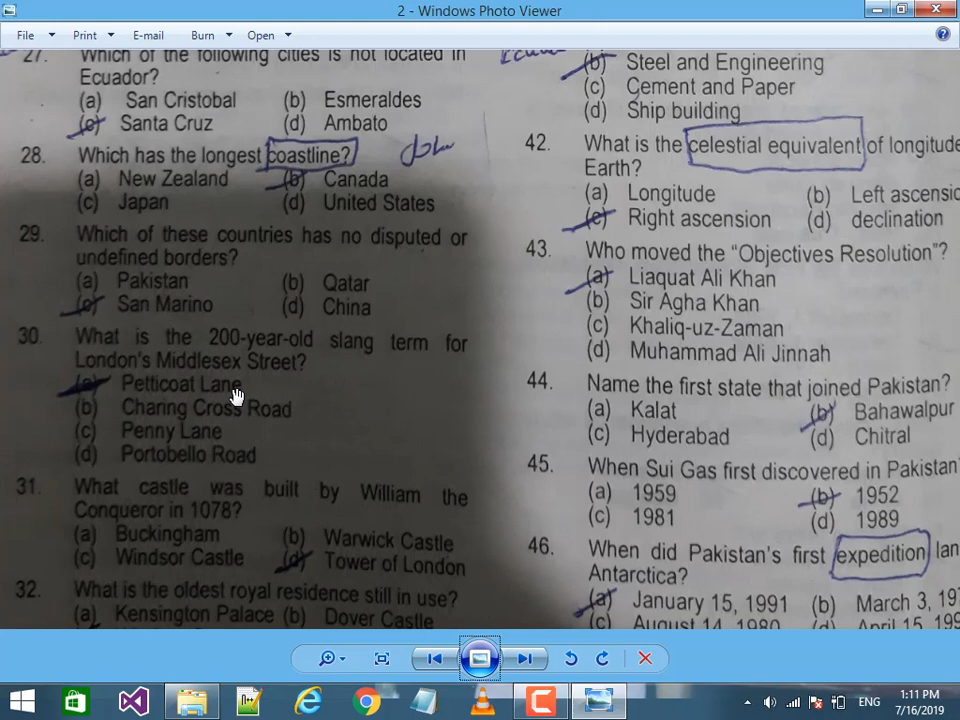 2 - Windows Photo Viewer
File Print E-mail Burn Open
27. Which of the following cities is not located in
Ecuador?
(a) San Cristobal (b) Esmeraldes
(c) Santa Cruz (d) Ambato
28. Which has the longest coastline?
(a) New Zealand (b) Canada
(c) Japan (d) United States
29. Which of these countries has no disputed or
undefined borders?
(a) Pakistan (b) Qatar
(c) San Marino (d) China
30. What is the 200-year-old slang term for
London's Middlesex Street?
(a) Petticoat Lane
(b) Charing Cross Road
(c) Penny Lane
(d) Portobello Road
31. What castle was built by William the
Conqueror in 1078?
(a) Buckingham (b) Warwick Castle
(c) Windsor Castle (d) Tower of London
32. What is the oldest royal residence still in use?
(a) Kensington Palace (b) Dover Castle
(b) Steel and Engineering
(c) Cement and Paper
(d) Ship building
42. What is the celestial equivalent of longitude
Earth?
(a) Longitude (b) Left ascensio
(c) Right ascension (d) declination
43. Who moved the “Objectives Resolution”?
(a) Liaquat Ali Khan
(b) Sir Agha Khan
(c) Khaliq-uz-Zaman
(d) Muhammad Ali Jinnah
44. Name the first state that joined Pakistan?
(a) Kalat (b) Bahawalpur
(c) Hyderabad (d) Chitral
45. When Sui Gas first discovered in Pakistan?
(a) 1959 (b) 1952
(c) 1981 (d) 1989
46. When did Pakistan's first expedition lan
Antarctica?
(a) January 15, 1991 (b) March 3, 19
(c) August 14, 1980 (d) April 15, 199
ENG
1:11 PM
7/16/2019